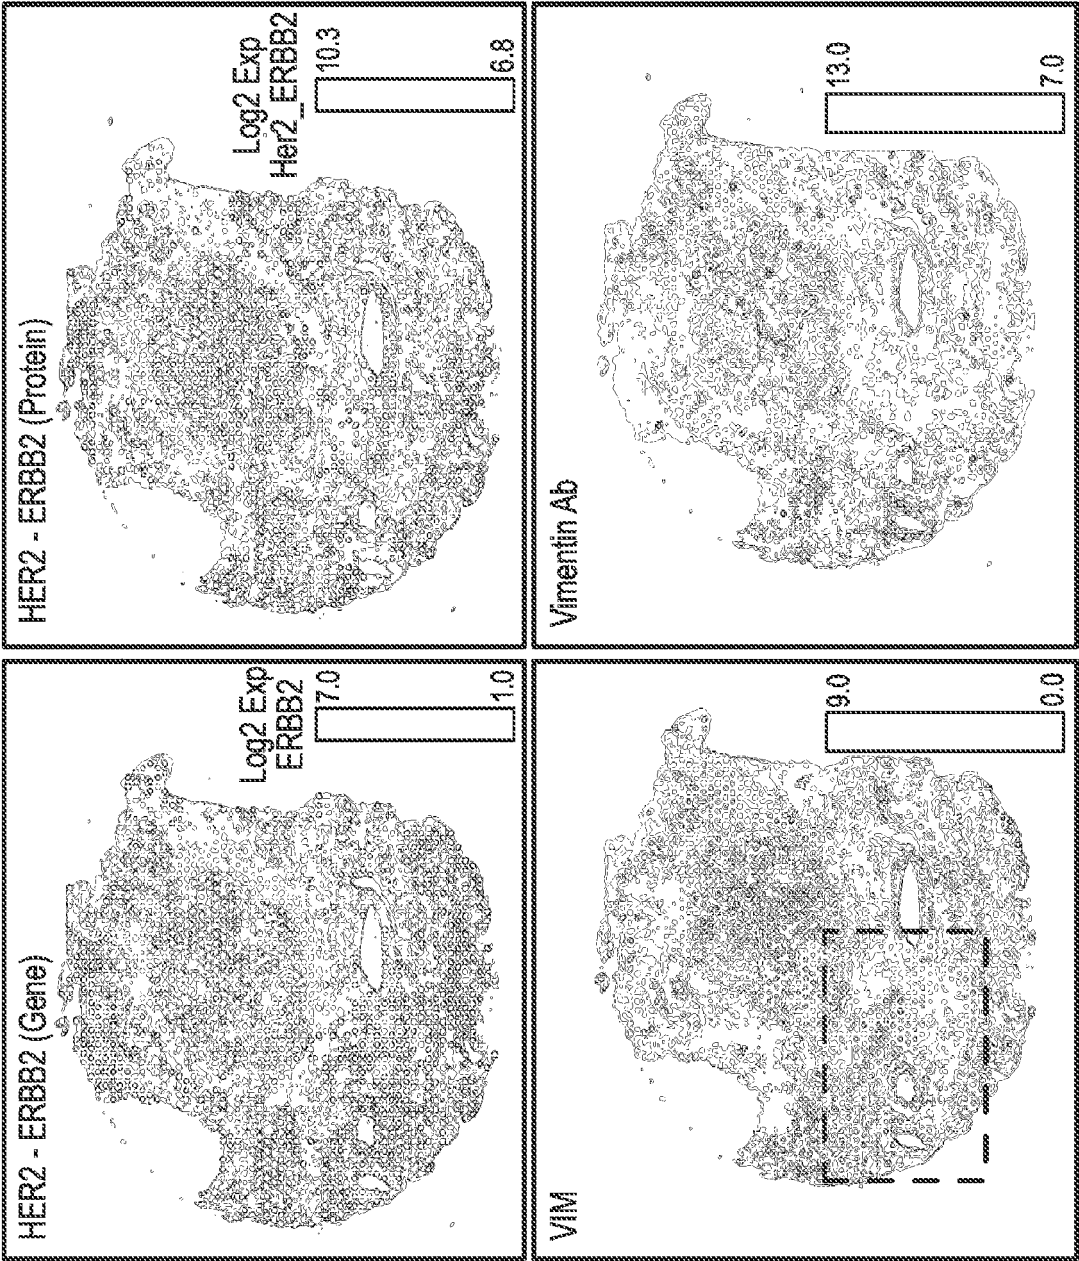 HER2 - ERBB2 (Gene)
Log2 Exp
ERBB2
7.0
1.0
HER2 - ERBB2 (Protein)
Log2 Exp
Her2_ERBB2
10.3
6.8
VIM
9.0
0.0
Vimentin Ab
13.0
7.0